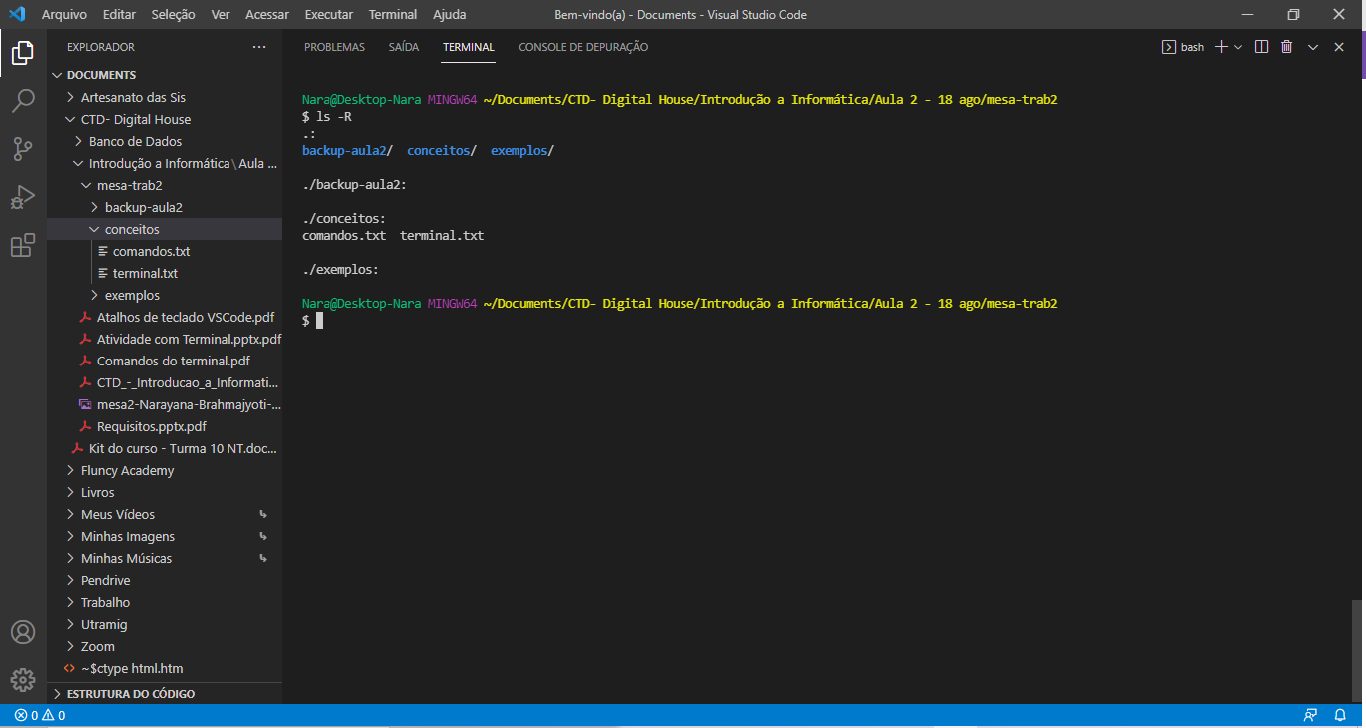 Arquivo Editar Seleção Ver Acessar Executar Terminal Ajuda Bem-vindo(a) - Documents - Visual Studio Code
EXPLORADOR
DOCUMENTS
Artesanato das Sis
CTD- Digital House
Banco de Dados
Introdução a Informática\Aula ...
mesa-trab2
backup-aula2
conceitos
comandos.txt
terminal.txt
exemplos
Atalhos de teclado VSCode.pdf
Atividade com Terminal.pptx.pdf
Comandos do terminal.pdf
CTD_-_Introducao_a_Informati...
mesa2-Narayana-Brahmajyoti-...
Requisitos.pptx.pdf
Kit do curso - Turma 10 NT.doc...
Fluncy Academy
Livros
Meus Vídeos
Minhas Imagens
Minhas Músicas
Pendrive
Trabalho
Utramig
Zoom
~$ctype html.htm
ESTRUTURA DO CÓDIGO
PROBLEMAS SAÍDA TERMINAL CONSOLE DE DEPURAÇÃO bash
Nara@Desktop-Nara MINGW64 ~/Documents/CTD- Digital House/Introdução a Informática/Aula 2 - 18 ago/mesa-trab2
$ ls -R
.:
backup-aula2/ conceitos/ exemplos/
./backup-aula2:
./conceitos:
comandos.txt terminal.txt
./exemplos:
Nara@Desktop-Nara MINGW64 ~/Documents/CTD- Digital House/Introdução a Informática/Aula 2 - 18 ago/mesa-trab2
$
0 0